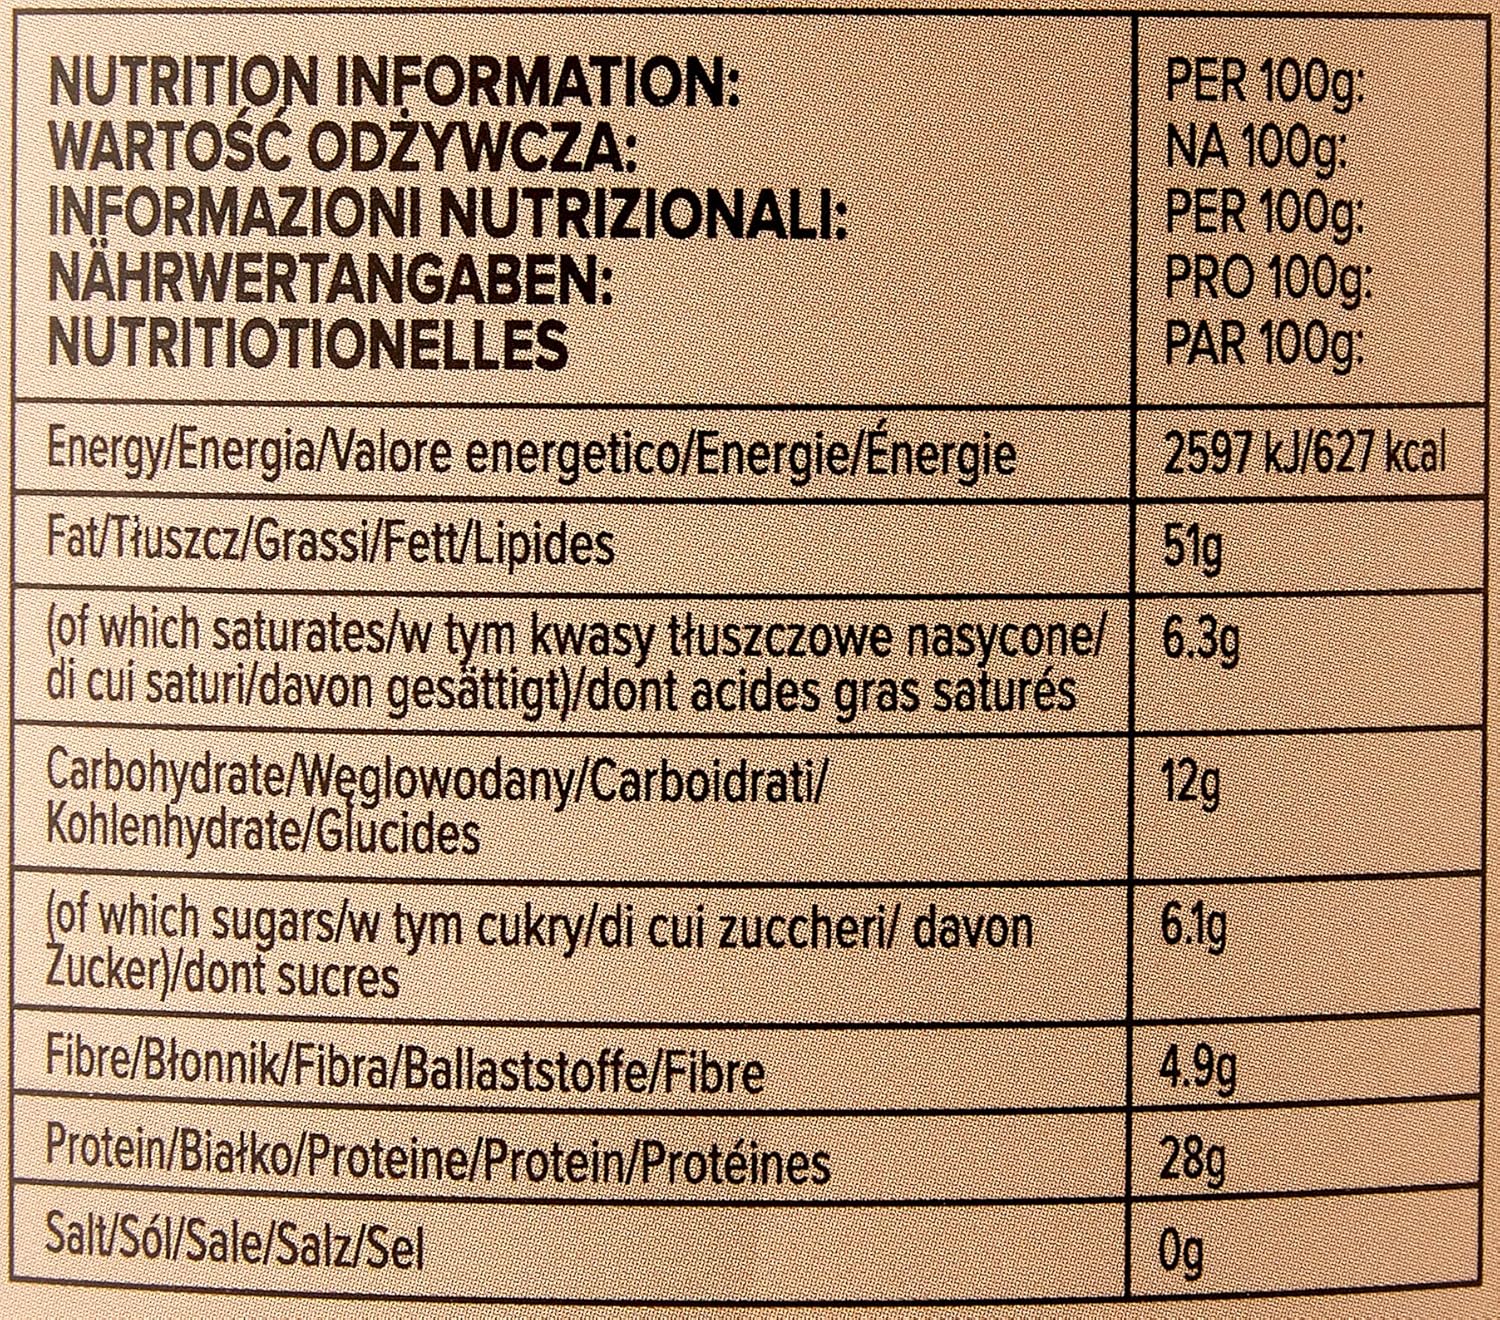 NUTRITION INFORMATION:
WARTOŚĆ ODŻYWCZA:
INFORMAZIONI NUTRIZIONALI:
NÄHRWERTANGABEN:
NUTRITIOTIONELLES
PER 100g:
NA 100g:
PER 100g:
PRO 100g:
PAR 100g:
Energy/Energia/Valore energetico/Energie/Énergie
2597 kJ/627 kcal
Fat/Tłuszcz/Grassi/Fett/Lipides
51g
(of which saturates/w tym kwasy tłuszczowe nasycone/
di cui saturi/davon gesättigt)/dont acides gras saturés
6.3g
Carbohydrate/Węglowodany/Carboidrati/
Kohlenhydrate/Glucides
12g
(of which sugars/w tym cukry/di cui zuccheri/ davon
Zucker)/dont sucres
6.1g
Fibre/Błonnik/Fibra/Ballaststoffe/Fibre
4.9g
Protein/Białko/Proteine/Protein/Protéines
28g
Salt/Sól/Sale/Salz/Sel
0g